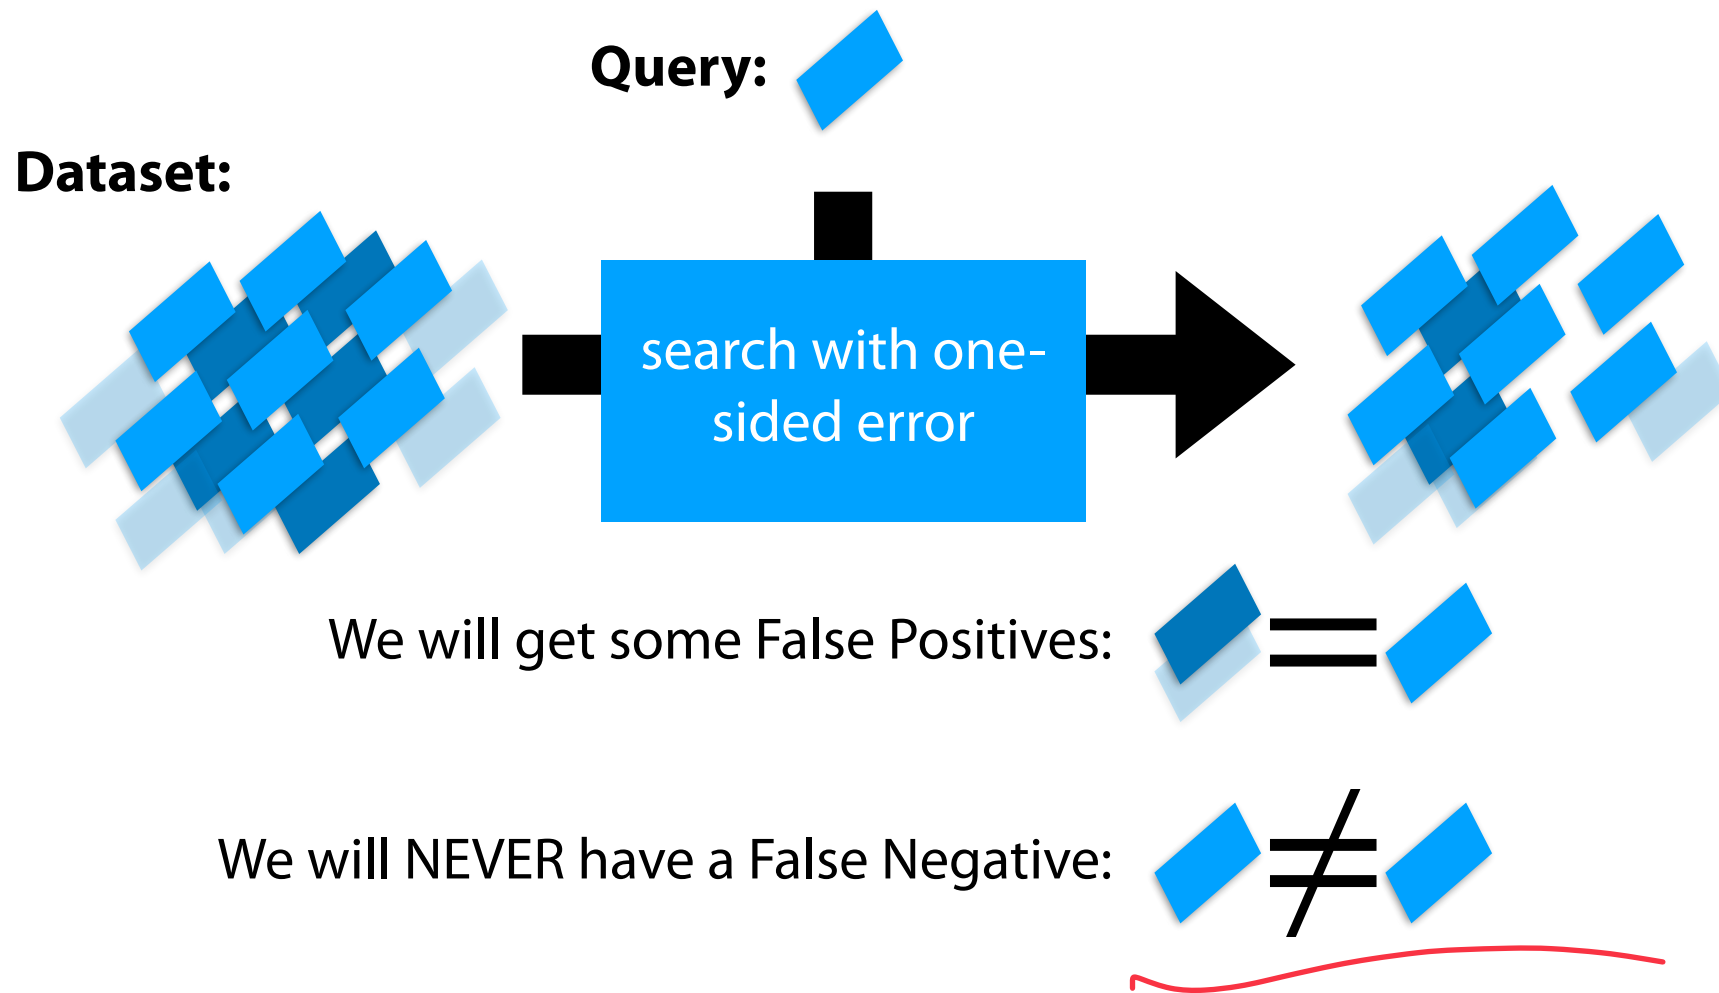 Query:
Dataset:
search with one-
sided error
We will get some False Positives:
We will NEVER have a False Negative: